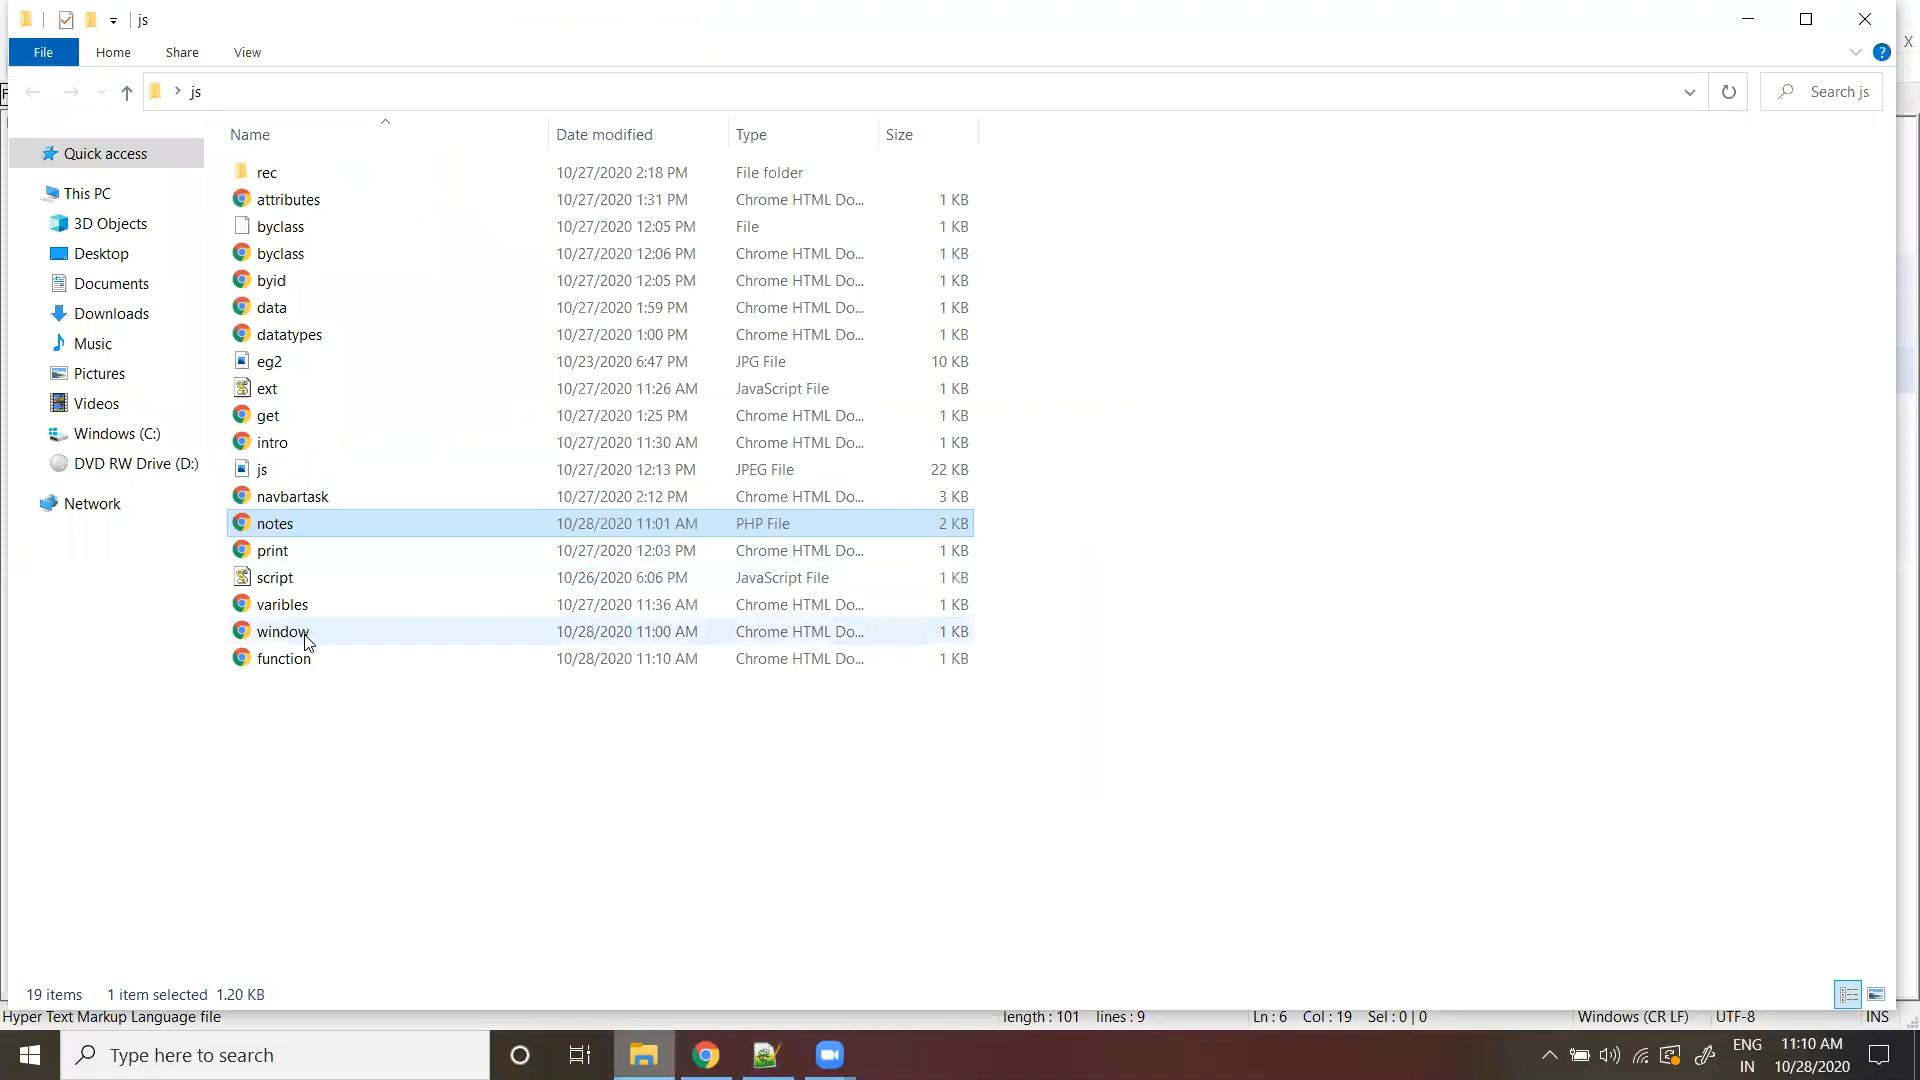 js
File Home Share View
js Search js
Name Date modified Type Size
Quick access
This PC
3D Objects
Desktop
Documents
Downloads
Music
Pictures
Videos
Windows (C:)
DVD RW Drive (D:)
Network
rec 10/27/2020 2:18 PM File folder
attributes 10/27/2020 1:31 PM Chrome HTML Do... 1 KB
byclass 10/27/2020 12:05 PM File 1 KB
byclass 10/27/2020 12:06 PM Chrome HTML Do... 1 KB
byid 10/27/2020 12:05 PM Chrome HTML Do... 1 KB
data 10/27/2020 1:59 PM Chrome HTML Do... 1 KB
datatypes 10/27/2020 1:00 PM Chrome HTML Do... 1 KB
eg2 10/23/2020 6:47 PM JPG File 10 KB
ext 10/27/2020 11:26 AM JavaScript File 1 KB
get 10/27/2020 1:25 PM Chrome HTML Do... 1 KB
intro 10/27/2020 11:30 AM Chrome HTML Do... 1 KB
js 10/27/2020 12:13 PM JPEG File 22 KB
navbartask 10/27/2020 2:12 PM Chrome HTML Do... 3 KB
notes 10/28/2020 11:01 AM PHP File 2 KB
print 10/27/2020 12:03 PM Chrome HTML Do... 1 KB
script 10/26/2020 6:06 PM JavaScript File 1 KB
varibles 10/27/2020 11:36 AM Chrome HTML Do... 1 KB
window 10/28/2020 11:00 AM Chrome HTML Do... 1 KB
function 10/28/2020 11:10 AM Chrome HTML Do... 1 KB
19 items 1 item selected 1.20 KB
Hyper Text Markup Language file length : 101 lines : 9 Ln : 6 Col : 19 Sel : 0 | 0 Windows (CR LF) UTF-8 INS
Type here to search
ENG 11:10 AM
IN 10/28/2020